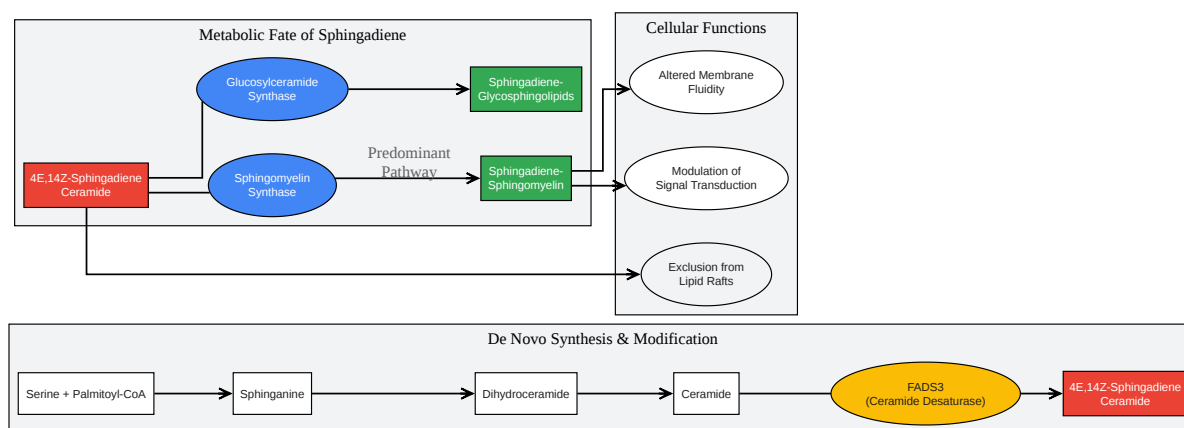 Metabolic Fate of Sphingadiene
Glucosylceramide
Synthase
Sphingadiene-
Glycosphingolipids
4E,14Z-Sphingadiene
Ceramide
Sphingomyelin
Synthase
Predominant
Pathway
Sphingadiene-
Sphingomyelin
Cellular Functions
Altered Membrane
Fluidity
Modulation of
Signal Transduction
Exclusion from
Lipid Rafts
De Novo Synthesis & Modification
Serine + Palmitoyl-CoA
Sphinganine
Dihydroceramide
Ceramide
FADS3
(Ceramide Desaturase)
4E,14Z-Sphingadiene
Ceramide